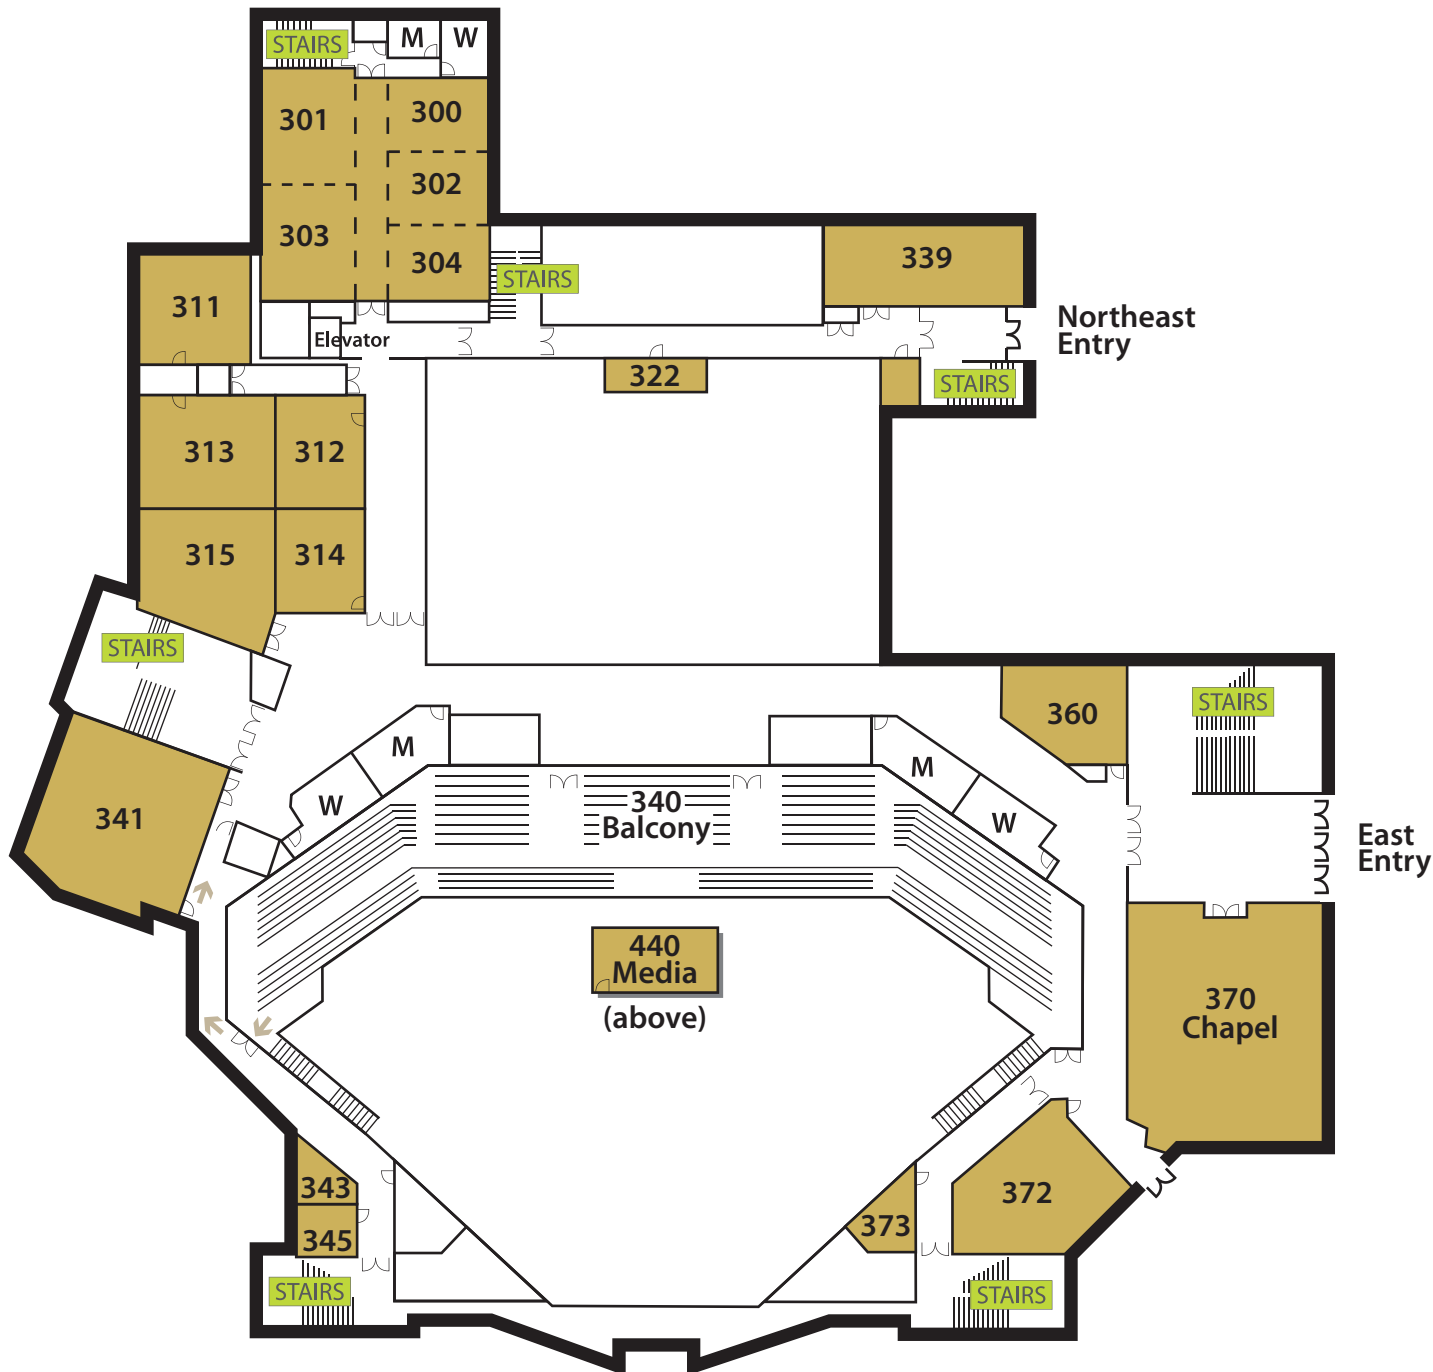 STAIRS
M
W
301
300
302
303
304
STAIRS
339
311
Elevator
Northeast
Entry
322
STAIRS
313
312
315
314
STAIRS
360
STAIRS
M
W
M
W
341
340
Balcony
East
Entry
440
Media
(above)
370
Chapel
343
345
373
372
STAIRS
STAIRS